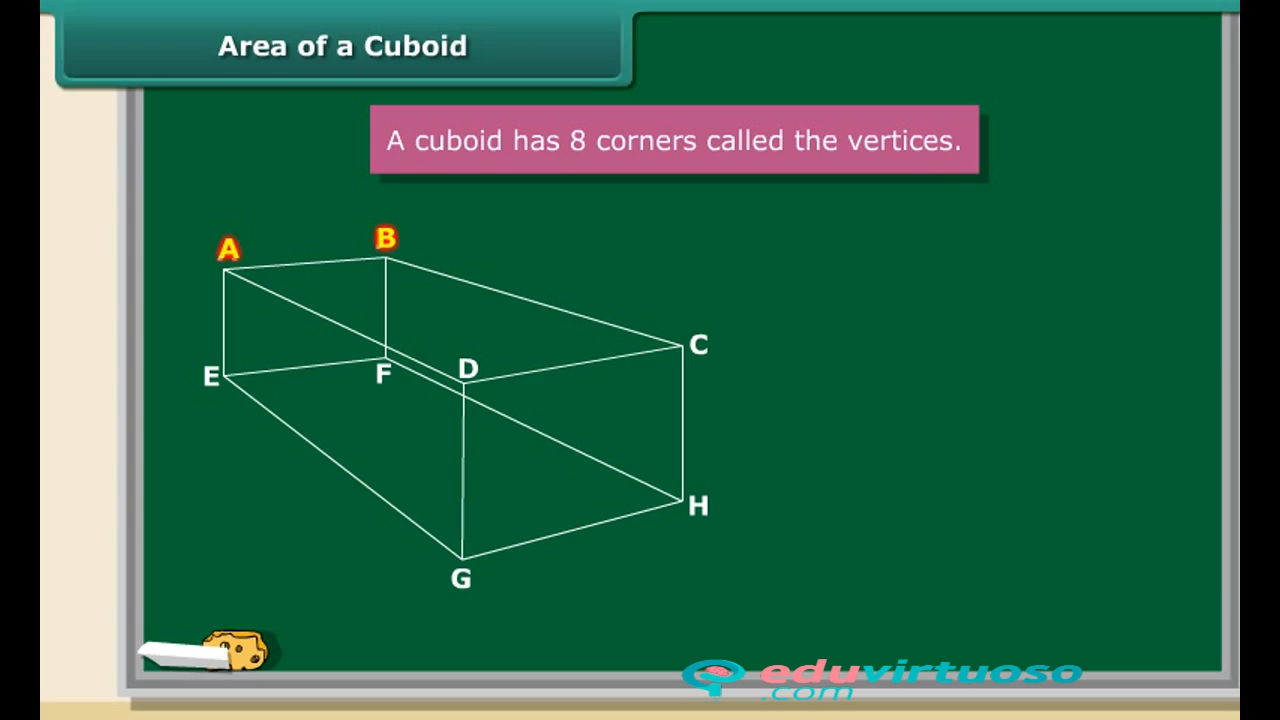 Area of a Cuboid
A cuboid has 8 corners called the vertices.
A
B
C
D
E
F
G
H
eduvirtuoso
.com